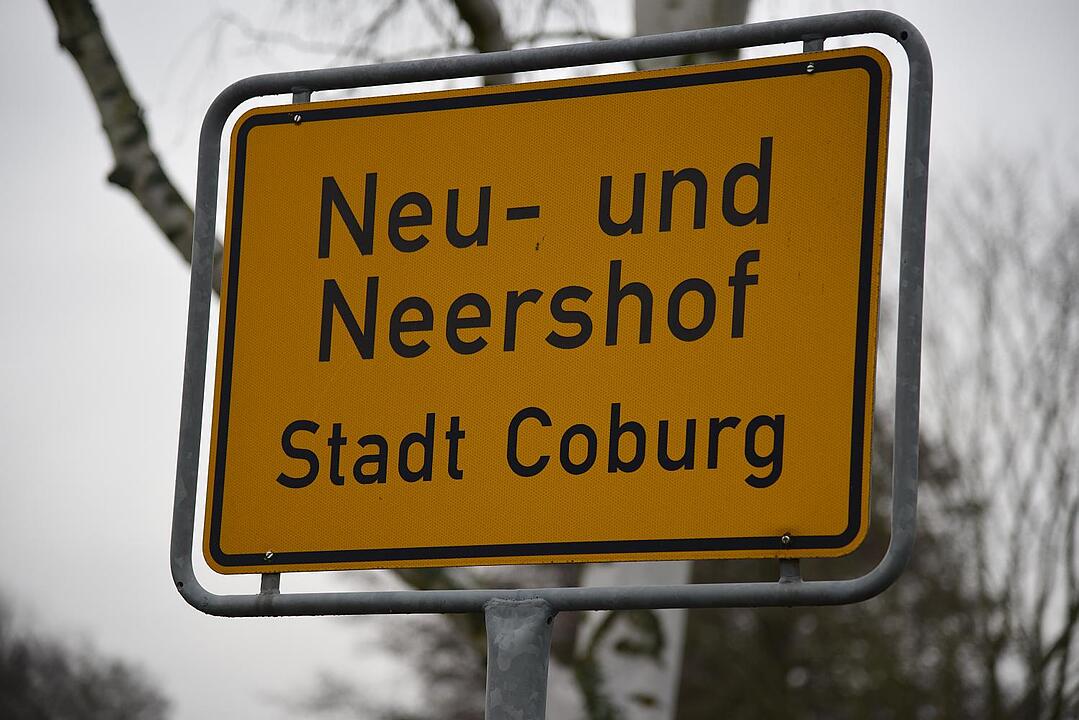 Neu- und
Neershof
Stadt Coburg